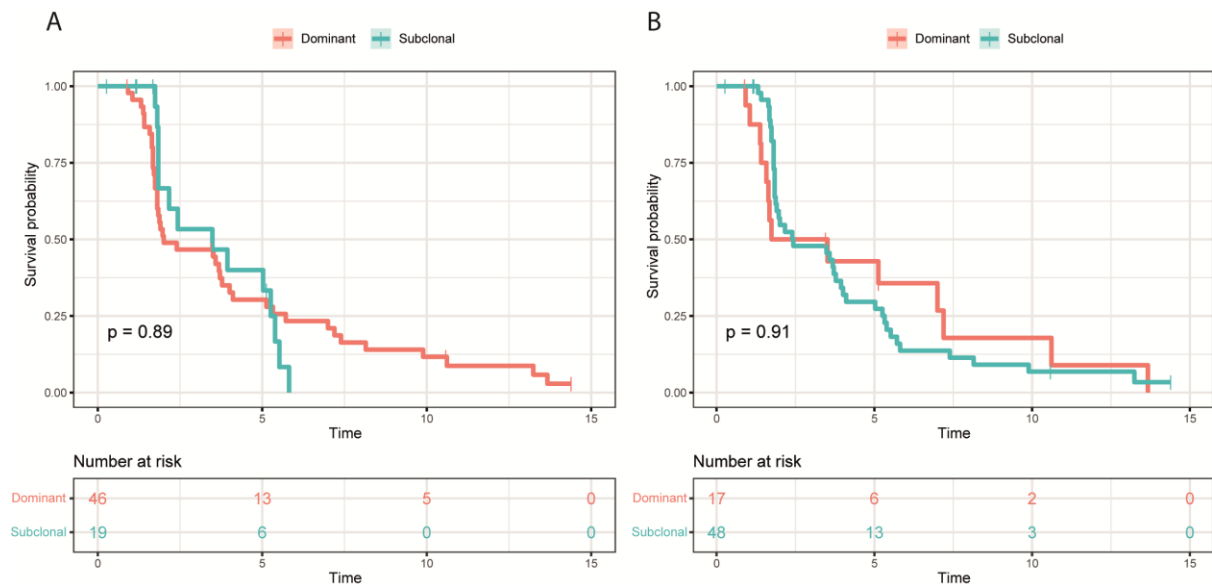 A
Dominant Subclonal
Survival probability
1.00
0.75
0.50
0.25
0.00
p = 0.89
0 5 10 15
Time
Number at risk
Dominant 46 13 5 0
Subclonal 19 6 0 0
0 5 10 15
Time
B
Dominant Subclonal
Survival probability
1.00
0.75
0.50
0.25
0.00
p = 0.91
0 5 10 15
Time
Number at risk
Dominant 17 6 2 0
Subclonal 48 13 3 0
0 5 10 15
Time